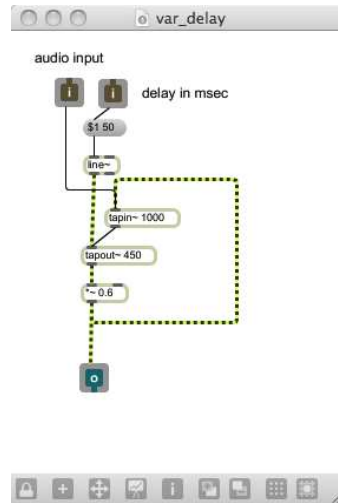 var_delay
audio input
i
i
delay in msec
$1 50
line~
tapin~ 1000
tapout~ 450
*~ 0.6
o
i